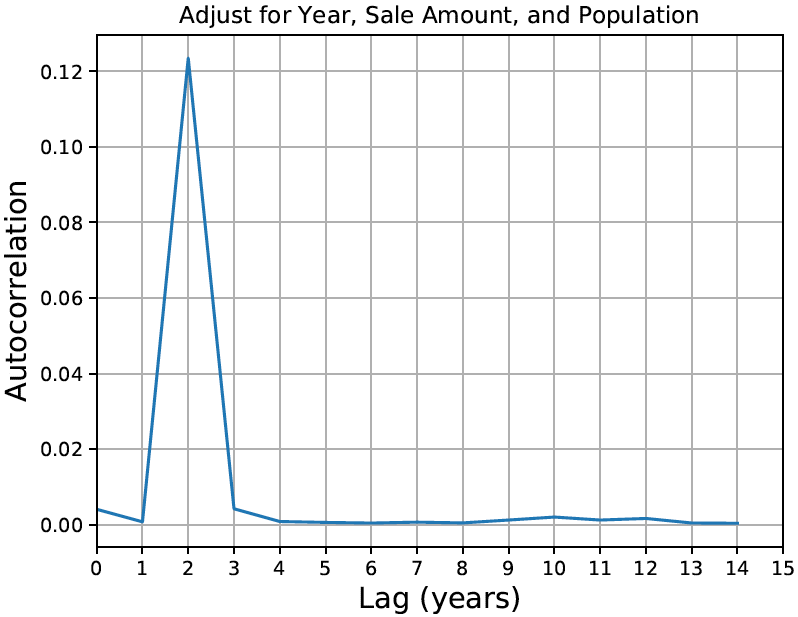 Adjust for Year, Sale Amount, and Population
Autocorrelation
0.12
0.10
0.08
0.06
0.04
0.02
0.00
0 1 2 3 4 5 6 7 8 9 10 11 12 13 14 15
Lag (years)